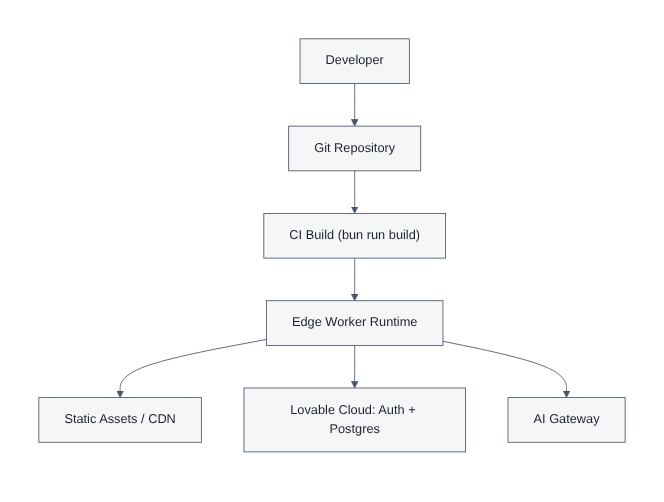 Developer
Git Repository
CI Build (bun run build)
Edge Worker Runtime
Static Assets / CDN
Lovable Cloud: Auth +
Postgres
AI Gateway